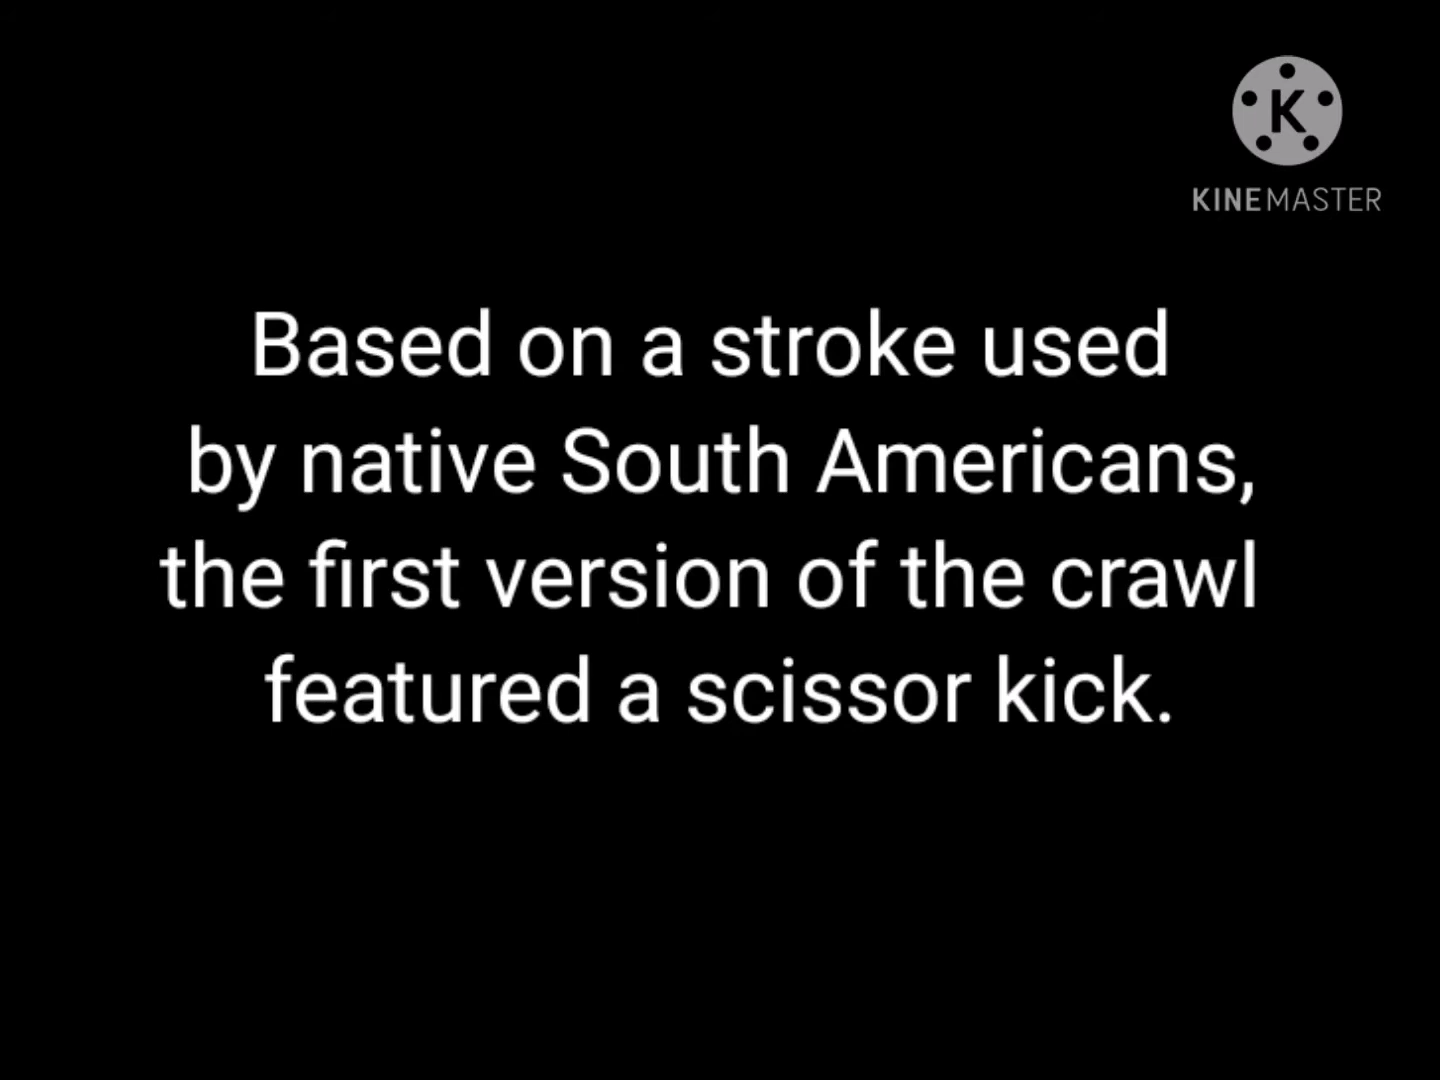 K
KINEMASTER
Based on a stroke used
by native South Americans,
the first version of the crawl
featured a scissor kick.